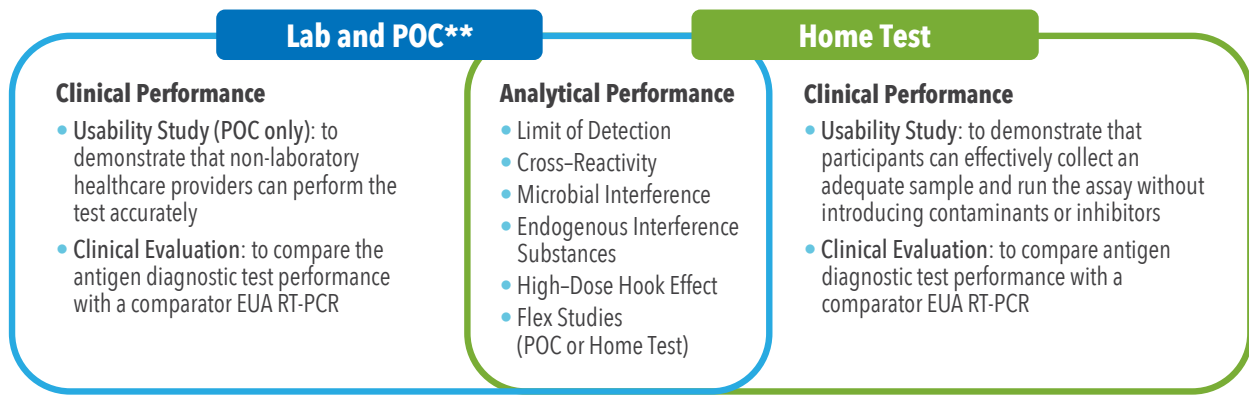 Lab and POC**
Home Test
Clinical Performance
• Usability Study (POC only): to
demonstrate that non-laboratory
healthcare providers can perform the
test accurately
• Clinical Evaluation: to compare the
antigen diagnostic test performance
with a comparator EUA RT-PCR
Analytical Performance
• Limit of Detection
• Cross–Reactivity
• Microbial Interference
• Endogenous Interference
Substances
• High–Dose Hook Effect
• Flex Studies
(POC or Home Test)
Clinical Performance
• Usability Study: to demonstrate that
participants can effectively collect an
adequate sample and run the assay without
introducing contaminants or inhibitors
• Clinical Evaluation: to compare antigen
diagnostic test performance with a
comparator EUA RT-PCR